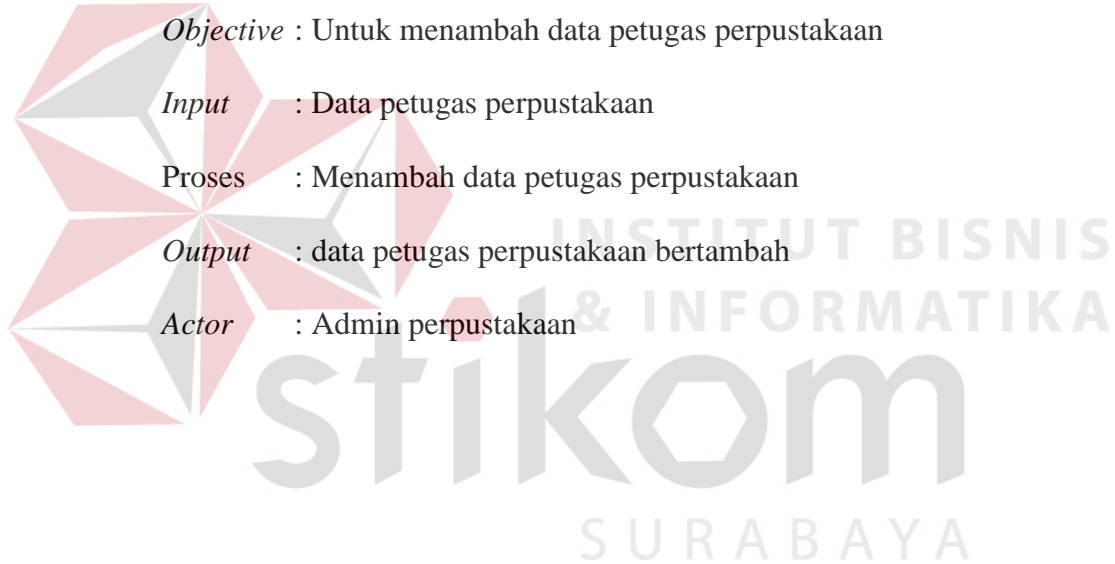 Objective : Untuk menambah data petugas perpustakaan
Input : Data petugas perpustakaan
Proses : Menambah data petugas perpustakaan
Output : data petugas perpustakaan bertambah
Actor : Admin perpustakaan
INSTITUT BISNIS
& INFORMATIKA
stikom
SURABAYA